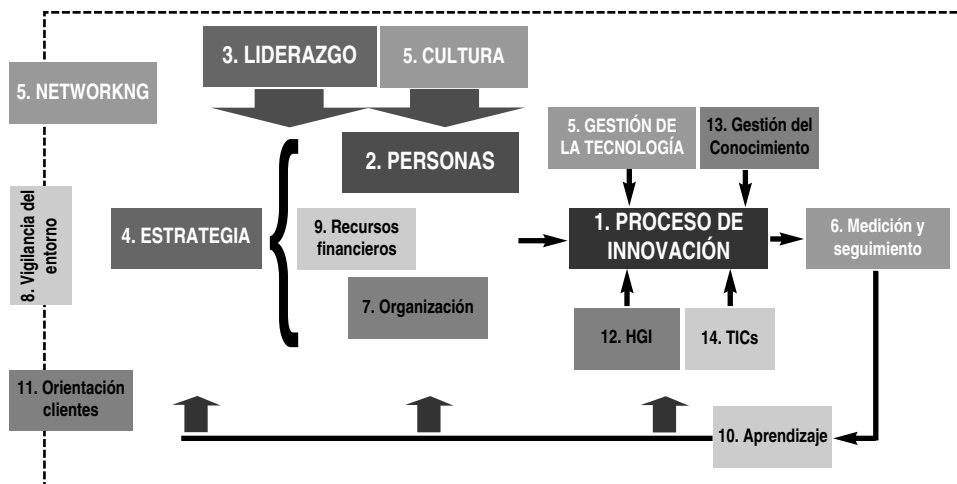 3. LIDERAZGO
5. CULTURA
5. NETWORKNG
5. GESTIÓN DE
LA TECNOLOGÍA
13. Gestión del
Conocimiento
2. PERSONAS
8. Vigilancia del
entorno
4. ESTRATEGIA
9. Recursos
financieros
1. PROCESO DE
INNOVACIÓN
6. Medición y
seguimiento
7. Organización
12. HGI
14. TICs
11. Orientación
clientes
10. Aprendizaje